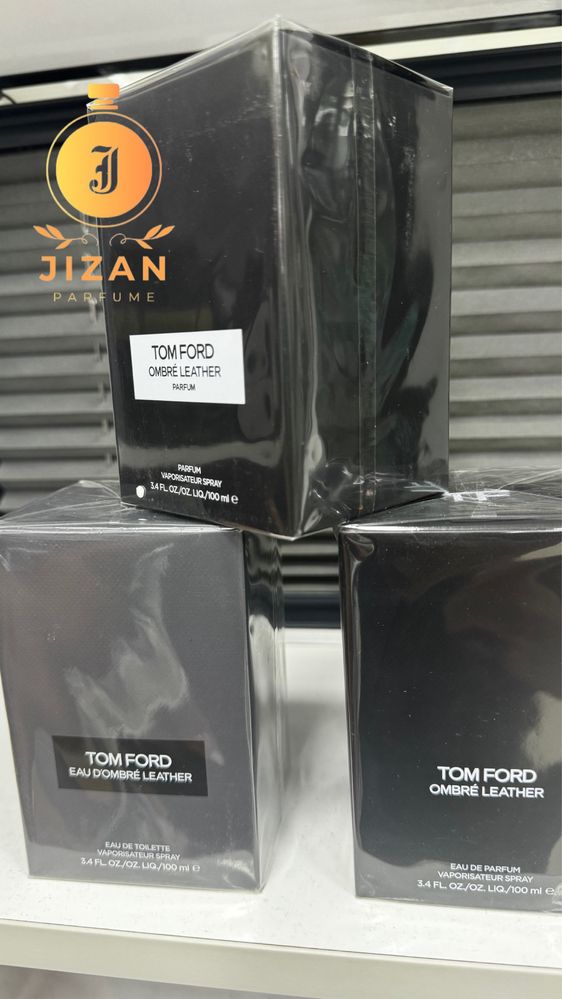 J
JIZAN
PARFUME
TOM FORD
OMBRÉ LEATHER
PARFUM
PARFUM
VAPORISATEUR SPRAY
3.4 FL. OZ./OZ. LIQ./100 ml ℮
TF
TOM FORD
EAU D'OMBRÉ LEATHER
EAU DE TOILETTE
VAPORISATEUR SPRAY
3.4 FL. OZ./OZ. LIQ./100 ml ℮
TOM FORD
OMBRÉ LEATHER
EAU DE PARFUM
VAPORISATEUR SPRAY
3.4 FL. OZ./OZ. LIQ./100 ml ℮